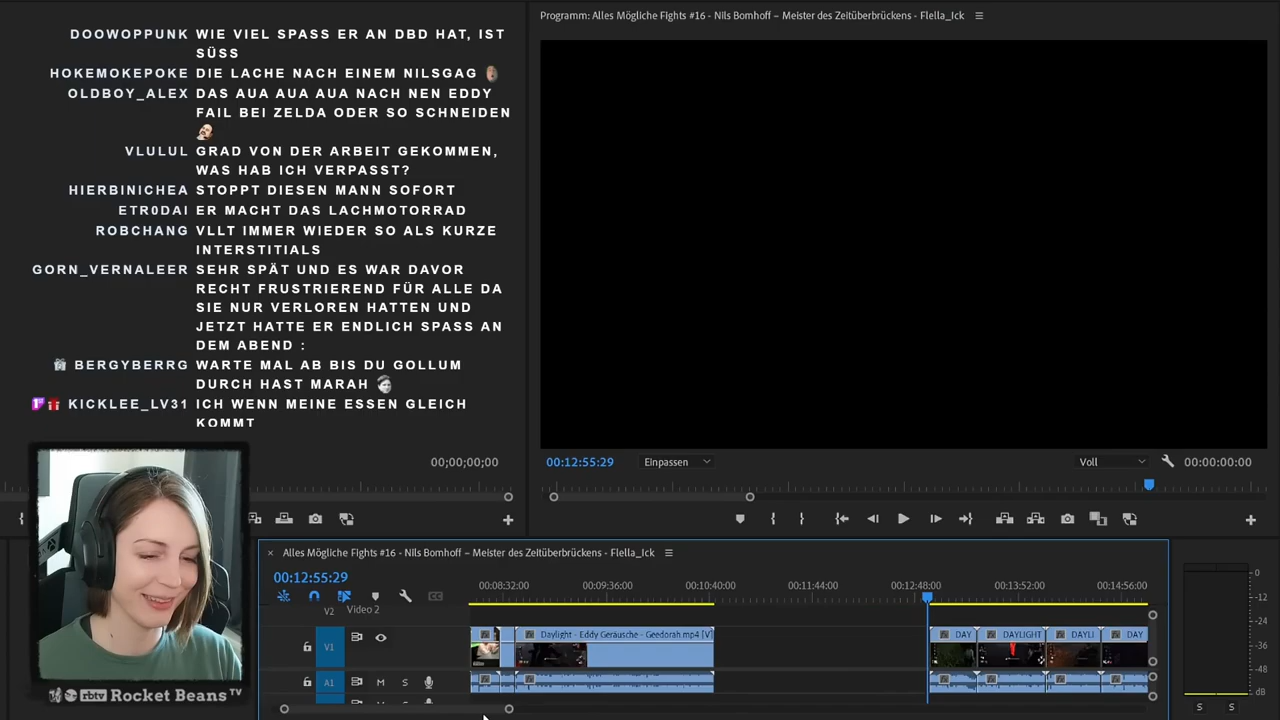 DOOWOPPUNK WIE VIEL SPASS ER AN DBD HAT, IST
SÜSS
HOKEMOKEPOKE DIE LACHE NACH EINEM NILSGAG
OLDBOY_ALEX DAS AUA AUA AUA NACH NEN EDDY
FAIL BEI ZELDA ODER SO SCHNEIDEN
VLULUL GRAD VON DER ARBEIT GEKOMMEN,
WAS HAB ICH VERPASST?
HIERBINICHEA STOPPT DIESEN MANN SOFORT
ETR0DAI ER MACHT DAS LACHMOTORRAD
ROBCHANG VLLT IMMER WIEDER SO ALS KURZE
INTERSTITIALS
GORN_VERNALEER SEHR SPÄT UND ES WAR DAVOR
RECHT FRUSTRIEREND FÜR ALLE DA
SIE NUR VERLOREN HATTEN UND
JETZT HATTE ER ENDLICH SPASS AN
DEM ABEND :
BERGYBERRG WARTE MAL AB BIS DU GOLLUM
DURCH HAST MARAH
KICKLEE_LV31 ICH WENN MEINE ESSEN GLEICH
KOMMT
00;00;00;00
Programm: Alles Mögliche Fights #16 - Nils Bomhoff – Meister des Zeitüberbrückens - Flella_Ick
00:12:55:29 Einpassen Voll 00:00:00:00
Alles Mögliche Fights #16 - Nils Bomhoff – Meister des Zeitüberbrückens - Flella_Ick
00:12:55:29
00:08:32:00 00:09:36:00 00:10:40:00 00:11:44:00 00:12:48:00 00:13:52:00 00:14:56:00
V2 Video 2
V1
Daylight - Eddy Geräusche - Geedorah.mp4 [V]
DAY DAYLIGHT DAYLI DAY
A1 M S
0
-12
-24
-36
-48
dB
S S
rbtv Rocket Beans TV